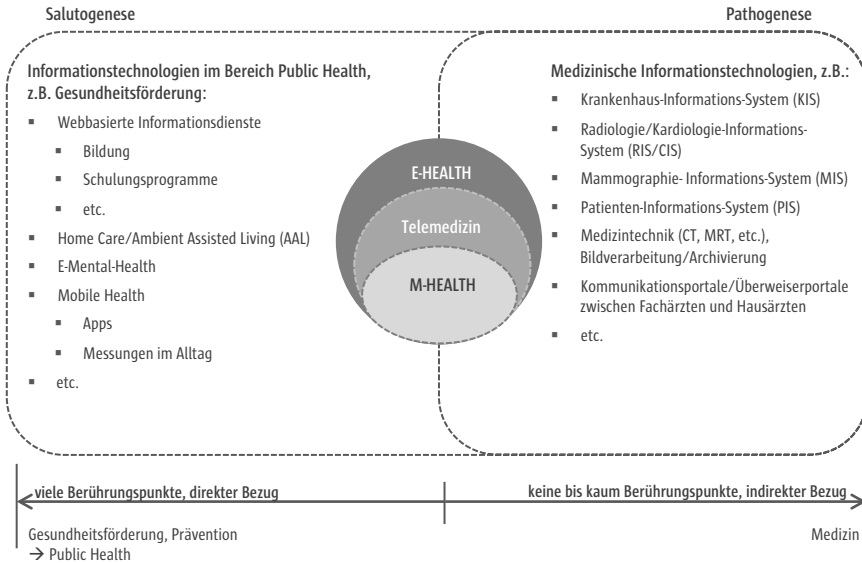 Salutogenese
Pathogenese
Informationstechnologien im Bereich Public Health,
z.B. Gesundheitsförderung:
▪ Webbasierte Informationsdienste
▪ Bildung
▪ Schulungsprogramme
▪ etc.
▪ Home Care/Ambient Assisted Living (AAL)
▪ E-Mental-Health
▪ Mobile Health
▪ Apps
▪ Messungen im Alltag
▪ etc.
E-HEALTH
Telemedizin
M-HEALTH
Medizinische Informationstechnologien, z.B.:
▪ Krankenhaus-Informations-System (KIS)
▪ Radiologie/Kardiologie-Informations-
System (RIS/CIS)
▪ Mammographie- Informations-System (MIS)
▪ Patienten-Informations-System (PIS)
▪ Medizintechnik (CT, MRT, etc.),
Bildverarbeitung/Archivierung
▪ Kommunikationsportale/Überweiserportale
zwischen Fachärzten und Hausärzten
▪ etc.
viele Berührungspunkte, direkter Bezug
keine bis kaum Berührungspunkte, indirekter Bezug
Gesundheitsförderung, Prävention
→ Public Health
Medizin